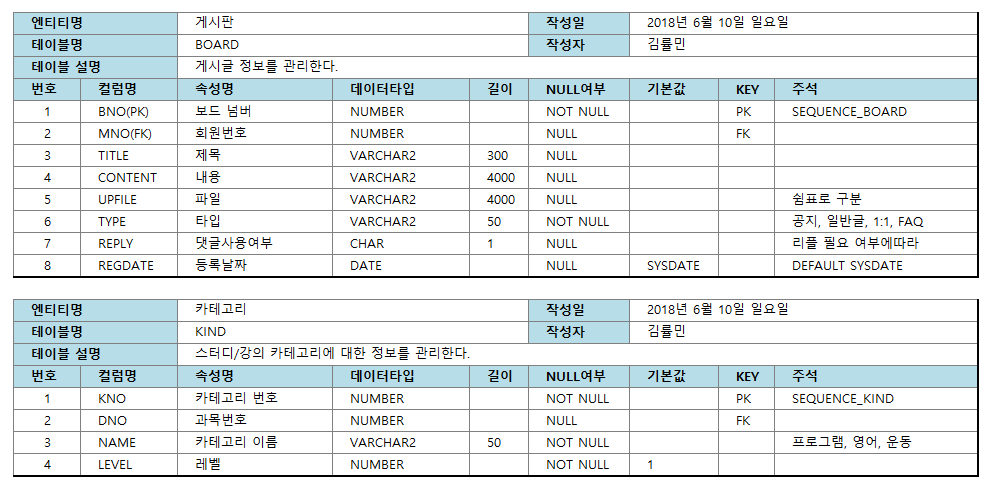 엔티티명 게시판 작성일 2018년 6월 10일 일요일
테이블명 BOARD 작성자 김률민
테이블 설명 게시글 정보를 관리한다.
번호 컬럼명 속성명 데이터타입 길이 NULL여부 기본값 KEY 주석
1 BNO(PK) 보드 넘버 NUMBER NOT NULL PK SEQUENCE_BOARD
2 MNO(FK) 회원번호 NUMBER NULL FK
3 TITLE 제목 VARCHAR2 300 NULL
4 CONTENT 내용 VARCHAR2 4000 NULL
5 UPFILE 파일 VARCHAR2 4000 NULL 쉼표로 구분
6 TYPE 타입 VARCHAR2 50 NOT NULL 공지, 일반글, 1:1, FAQ
7 REPLY 댓글사용여부 CHAR 1 NULL 리플 필요 여부에따라
8 REGDATE 등록날짜 DATE NULL SYSDATE DEFAULT SYSDATE
엔티티명 카테고리 작성일 2018년 6월 10일 일요일
테이블명 KIND 작성자 김률민
테이블 설명 스터디/강의 카테고리에 대한 정보를 관리한다.
번호 컬럼명 속성명 데이터타입 길이 NULL여부 기본값 KEY 주석
1 KNO 카테고리 번호 NUMBER NOT NULL PK SEQUENCE_KIND
2 DNO 과목번호 NUMBER NULL FK
3 NAME 카테고리 이름 VARCHAR2 50 NOT NULL 프로그램, 영어, 운동
4 LEVEL 레벨 NUMBER NOT NULL 1